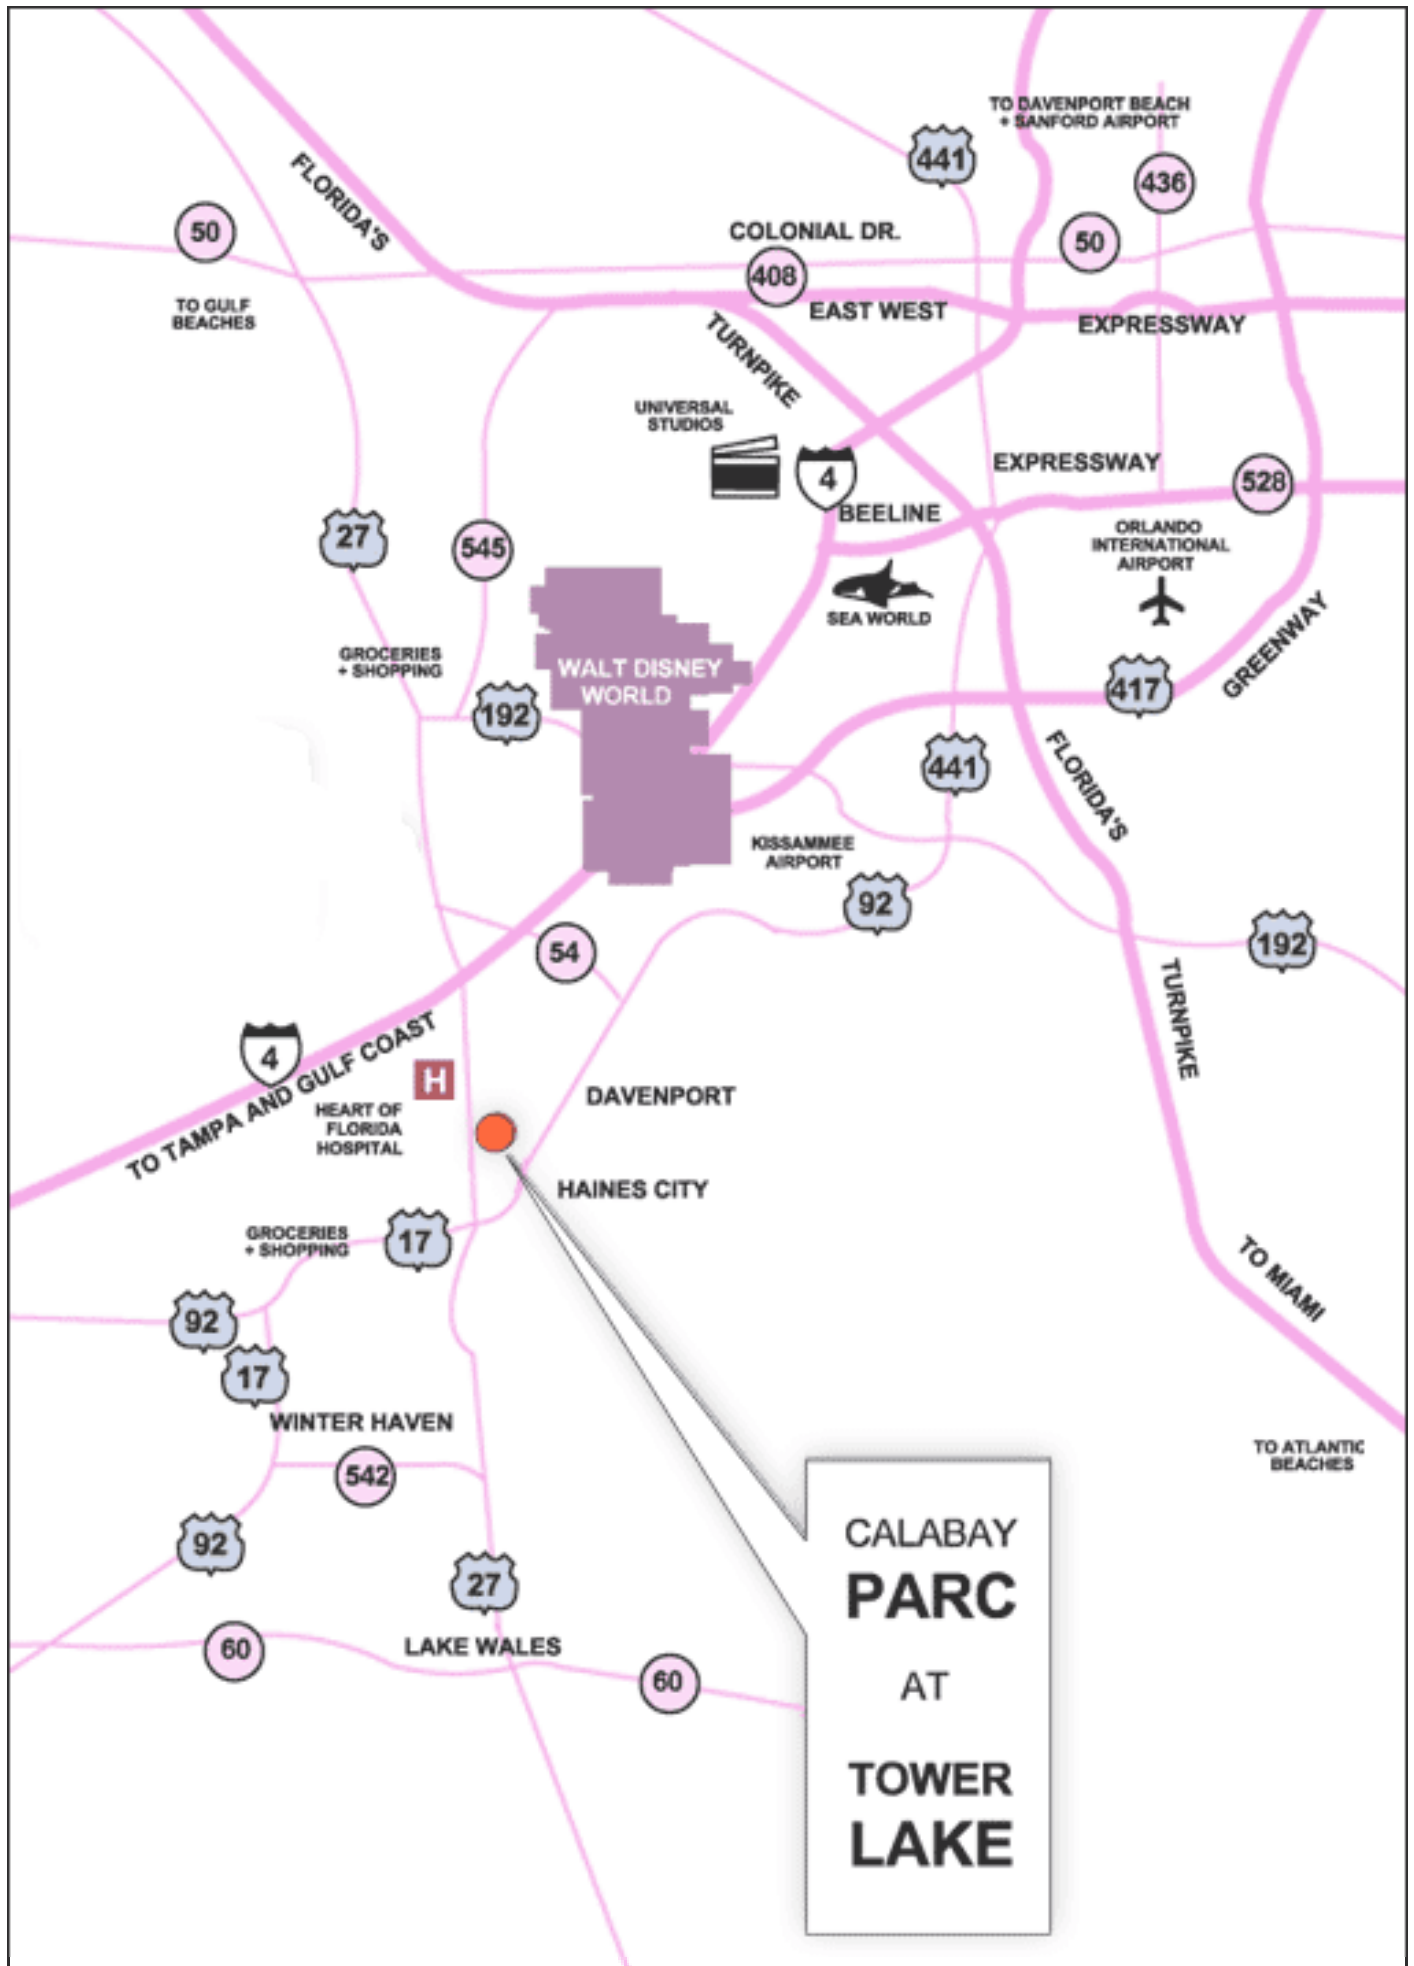 TO DAVENPORT BEACH
+ SANFORD AIRPORT
441
436
FLORIDA'S
50
COLONIAL DR.
50
408
TO GULF
BEACHES
EAST WEST
EXPRESSWAY
TURNPIKE
UNIVERSAL
STUDIOS
4
EXPRESSWAY
528
BEELINE
27
545
ORLANDO
INTERNATIONAL
AIRPORT
SEA WORLD
GREENWAY
GROCERIES
+ SHOPPING
WALT DISNEY
WORLD
192
417
441
FLORIDA'S
KISSAMMEE
AIRPORT
92
192
54
TURNPIKE
4
TO TAMPA AND GULF COAST
H
HEART OF
FLORIDA
HOSPITAL
DAVENPORT
HAINES CITY
GROCERIES
+ SHOPPING
17
TO MIAMI
92
17
WINTER HAVEN
542
TO ATLANTIC
BEACHES
92
27
60
LAKE WALES
60
CALABAY
PARC
AT
TOWER
LAKE